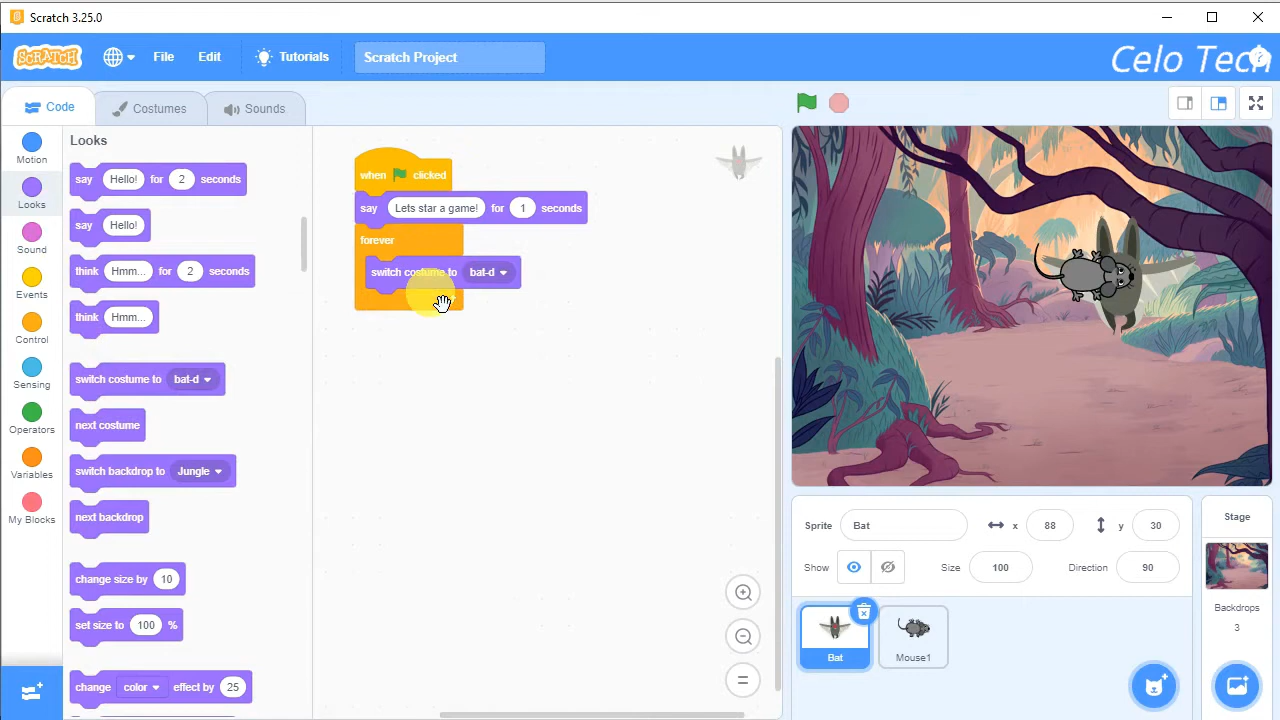 Scratch 3.25.0
SCRATCH File Edit Tutorials Scratch Project Celo Tech
Code Costumes Sounds
Motion
Looks
Sound
Events
Control
Sensing
Operators
Variables
My Blocks
Looks
say Hello! for 2 seconds
say Hello!
think Hmm... for 2 seconds
think Hmm...
switch costume to bat-d
next costume
switch backdrop to Jungle
next backdrop
change size by 10
set size to 100 %
change color effect by 25
when clicked
say Lets star a game! for 1 seconds
forever
switch costume to bat-d
Sprite Bat x 88 y 30
Show Size 100 Direction 90
Bat
Mouse1
Stage
Backdrops
3